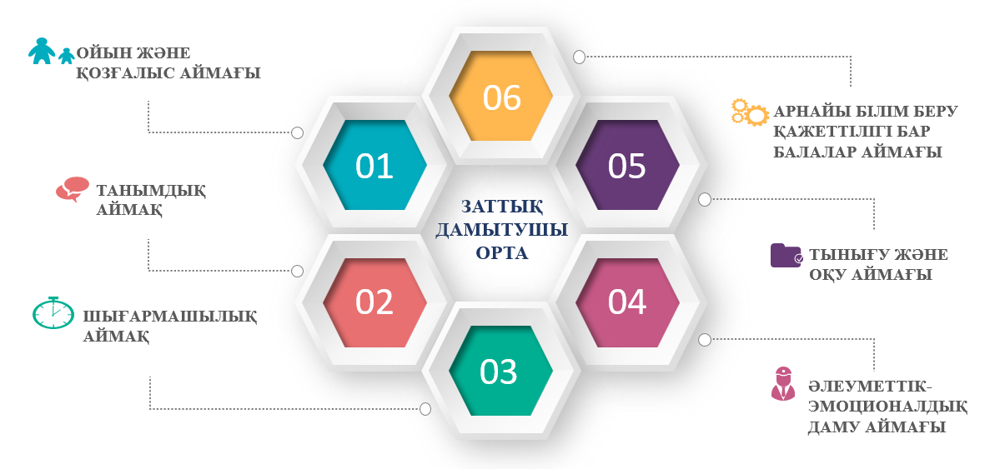 ОЙЫН ЖӘНЕ
ҚОЗҒАЛЫС АЙМАҒЫ
ТАНЫМДЫҚ
АЙМАҚ
ШЫҒАРМАШЫЛЫҚ
АЙМАҚ
06
01
05
ЗАТТЫҚ
ДАМЫТУШЫ
ОРТА
02
04
03
АРНАЙЫ БІЛІМ БЕРУ
ҚАЖЕТТІЛІГІ БАР
БАЛАЛАР АЙМАҒЫ
ТЫНЫҒУ ЖӘНЕ
ОҚУ АЙМАҒЫ
ӘЛЕУМЕТТІК-
ЭМОЦИОНАЛДЫҚ
ДАМУ АЙМАҒЫ